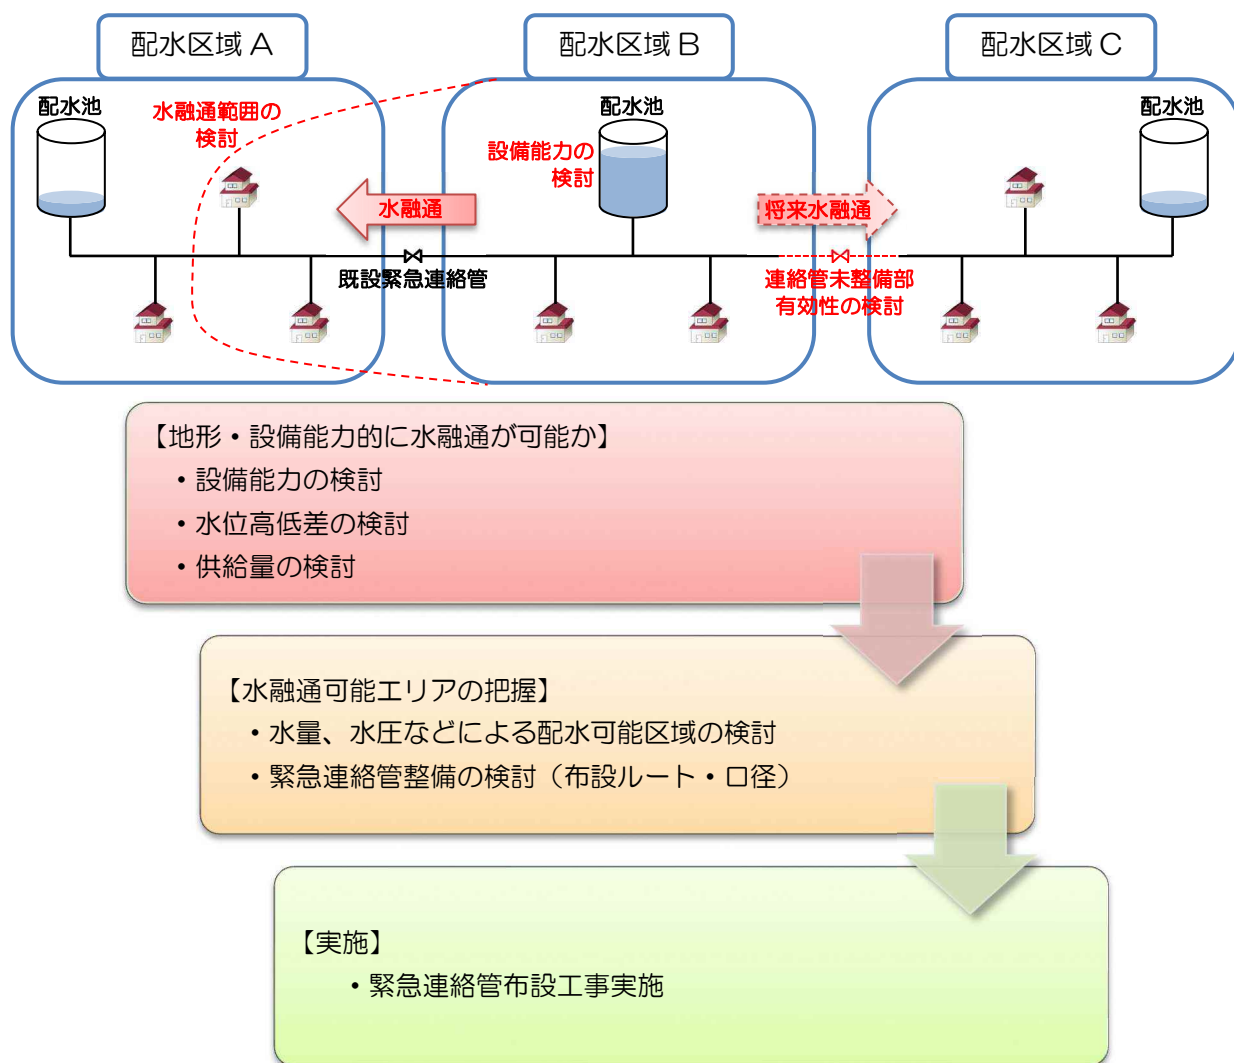 配水区域 A
配水区域 B
配水区域 C
配水池
水融通範囲の
検討
水融通
既設緊急連絡管
配水池
設備能力の
検討
将来水融通
連絡管未整備部
有効性の検討
配水池
【地形・設備能力的に水融通が可能か】
・設備能力の検討
・水位高低差の検討
・供給量の検討
【水融通可能エリアの把握】
・水量、水圧などによる配水可能区域の検討
・緊急連絡管整備の検討（布設ルート・口径）
【実施】
・緊急連絡管布設工事実施